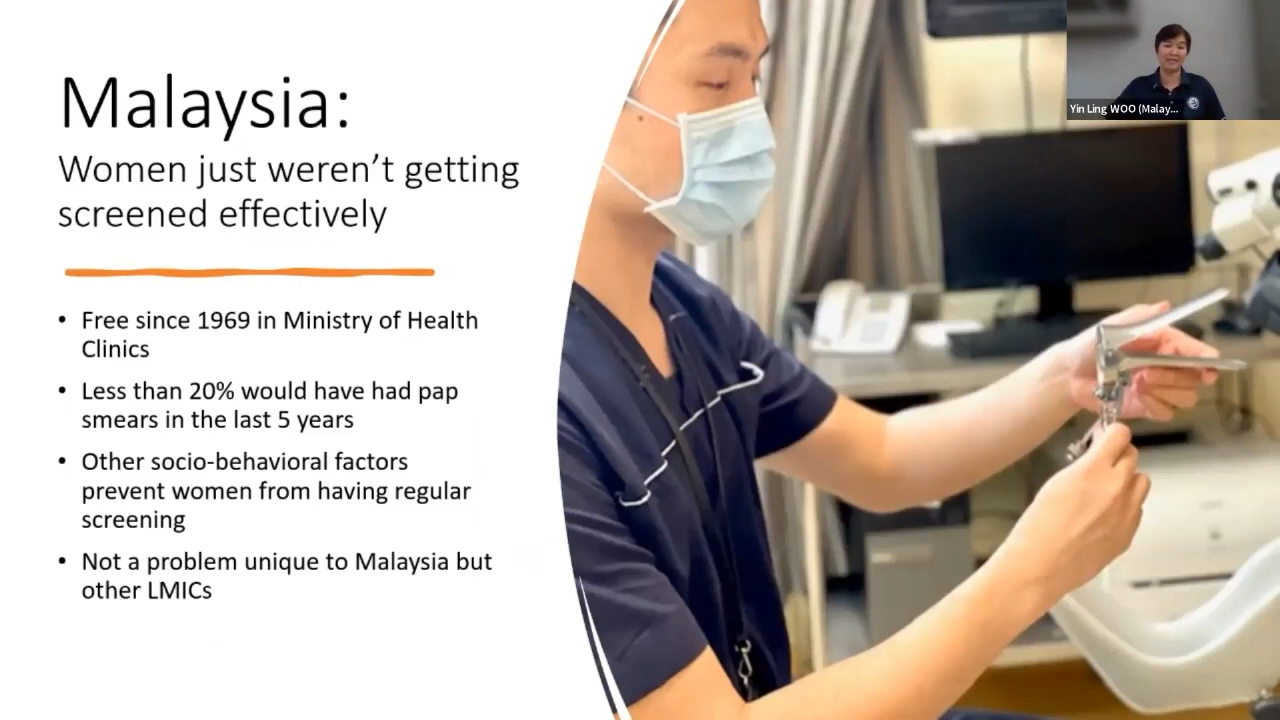 Malaysia:
Women just weren’t getting
screened effectively
• Free since 1969 in Ministry of Health
Clinics
• Less than 20% would have had pap
smears in the last 5 years
• Other socio-behavioral factors
prevent women from having regular
screening
• Not a problem unique to Malaysia but
other LMICs
Yin Ling WOO (Malay...